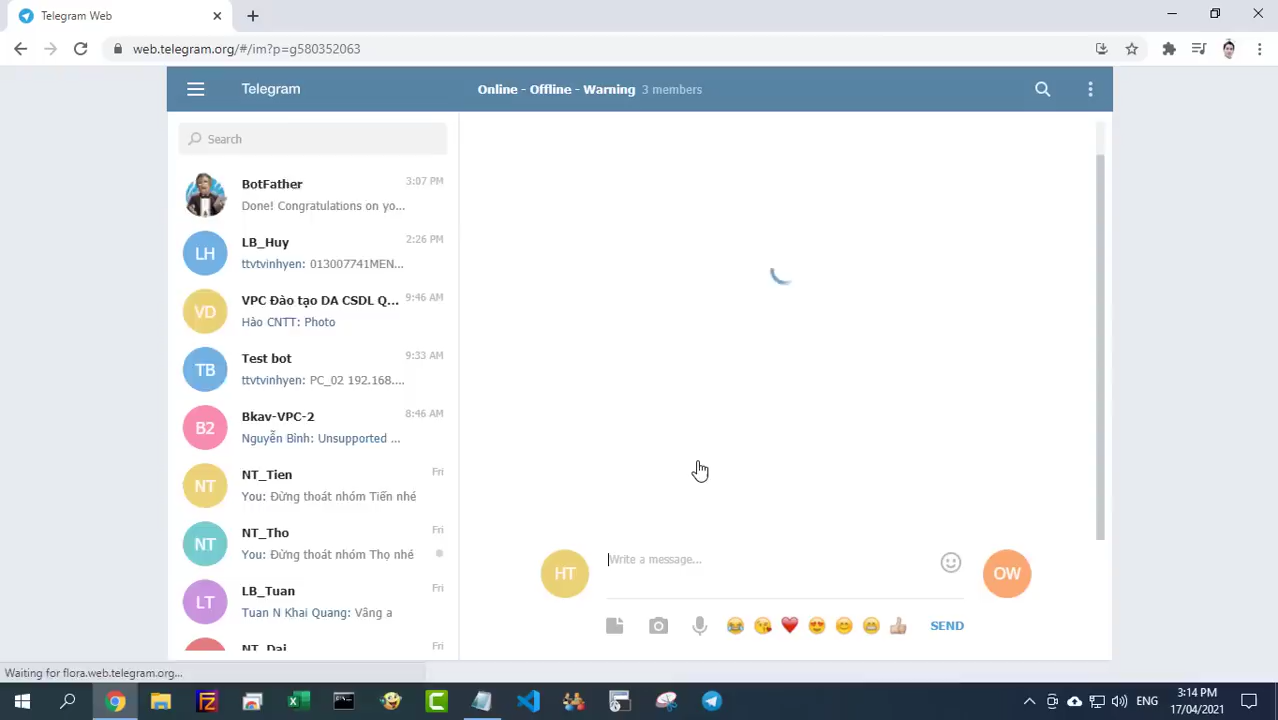 Telegram Web
web.telegram.org/#/im?p=g580352063
Telegram
Online - Offline - Warning 3 members
Search
BotFather 3:07 PM
Done! Congratulations on yo...
LH
LB_Huy 2:26 PM
ttvtvinhyen: 013007741MEN...
VD
VPC Đào tạo DA CSDL Q... 9:46 AM
Hào CNTT: Photo
TB
Test bot 9:33 AM
ttvtvinhyen: PC_02 192.168....
B2
Bkav-VPC-2 8:46 AM
Nguyễn Bình: Unsupported ...
NT
NT_Tien Fri
You: Đừng thoát nhóm Tiến nhé
NT
NT_Tho Fri
You: Đừng thoát nhóm Thọ nhé
LT
LB_Tuan Fri
Tuan N Khai Quang: Vâng a
NT_Dai Fri
HT
Write a message...
OW
SEND
Waiting for flora.web.telegram.org...
ENG
3:14 PM
17/04/2021